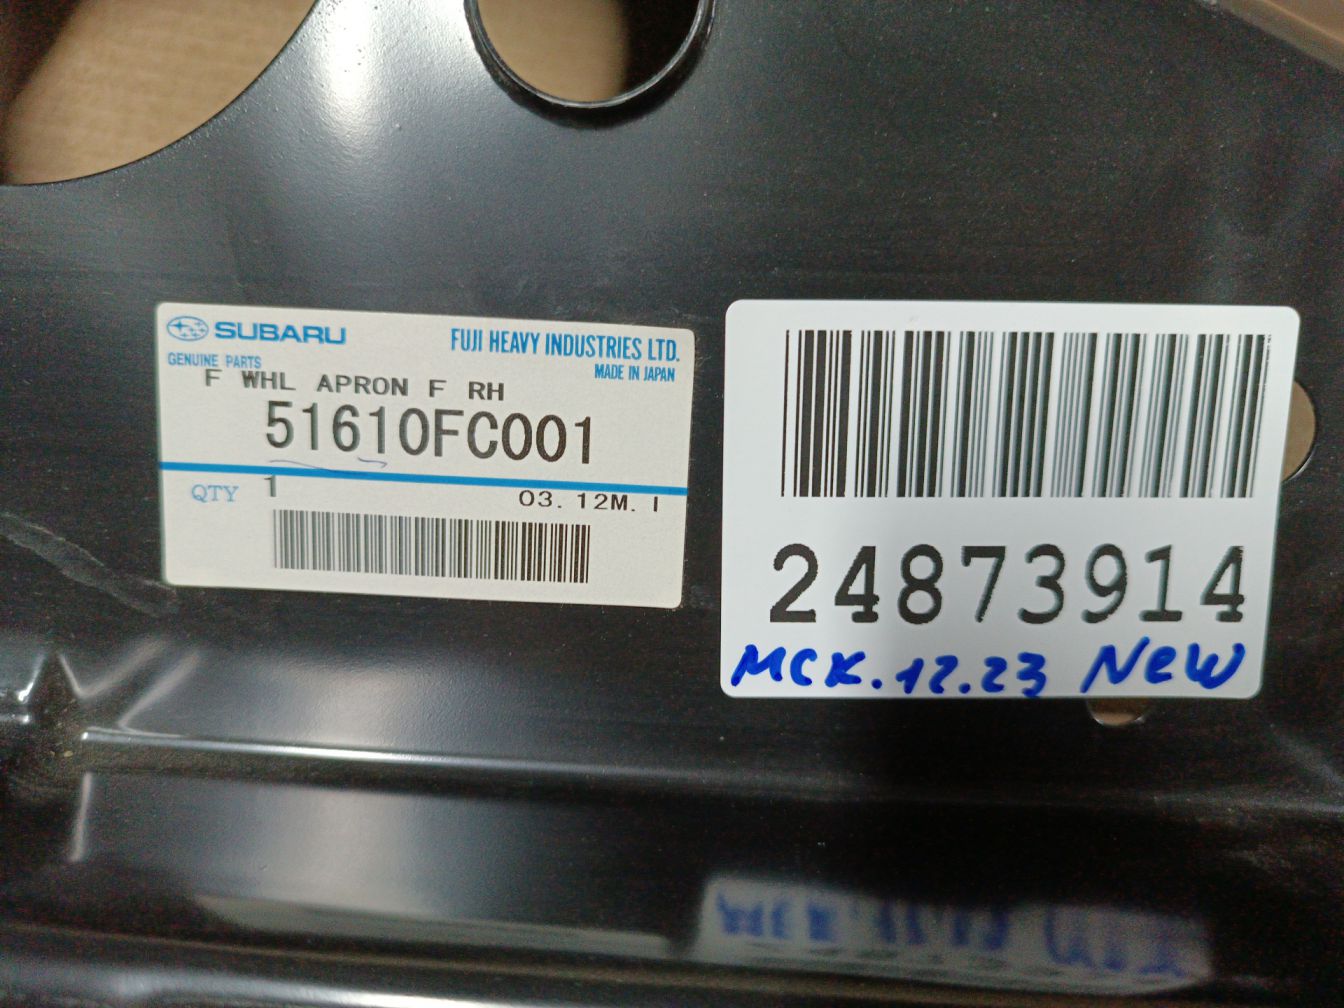 SUBARU
FUJI HEAVY INDUSTRIES LTD.
GENUINE PARTS
MADE IN JAPAN
F WHL APRON F RH
51610FC001
QTY 1
03. 12M. I
24873914
МСК. 12.23 NEW